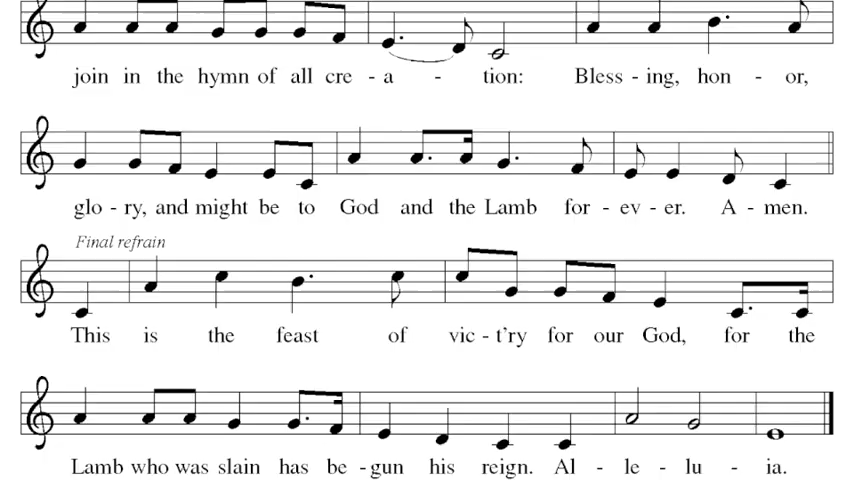 join in the hymn of all cre - a - tion: Bless - ing, hon - or,
glo - ry, and might be to God and the Lamb for - ev - er. A - men.
Final refrain
This is the feast of vic - t'ry for our God, for the
Lamb who was slain has be - gun his reign. Al - le - lu - ia.